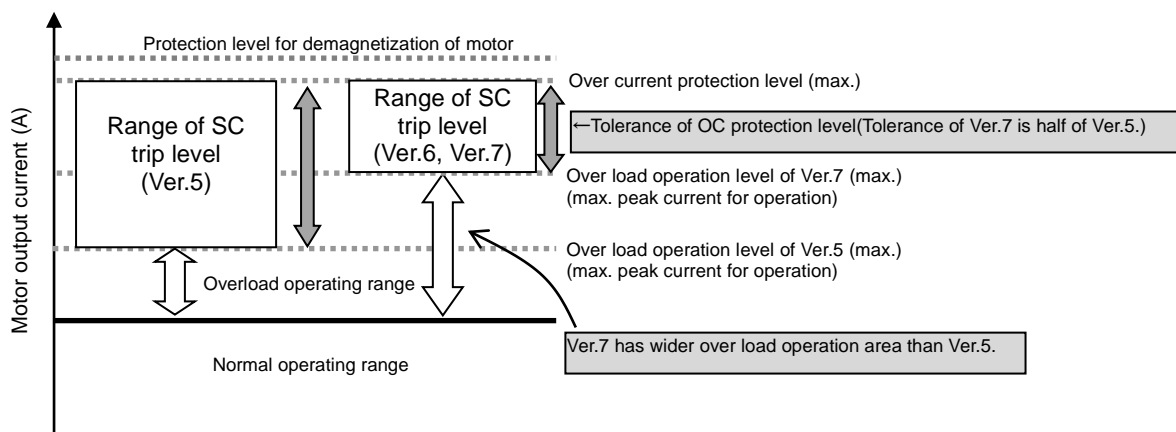 Motor output current (A)
Protection level for demagnetization of motor
Over current protection level (max.)
Range of SC
trip level
(Ver.5)
Range of SC
trip level
(Ver.6, Ver.7)
←Tolerance of OC protection level(Tolerance of Ver.7 is half of Ver.5.)
Over load operation level of Ver.7 (max.)
(max. peak current for operation)
Over load operation level of Ver.5 (max.)
(max. peak current for operation)
Overload operating range
Ver.7 has wider over load operation area than Ver.5.
Normal operating range